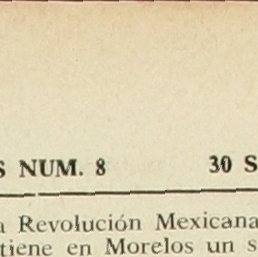 S NUM. 8 30 S
a Revolución Mexicana
tiene en Morelos un s